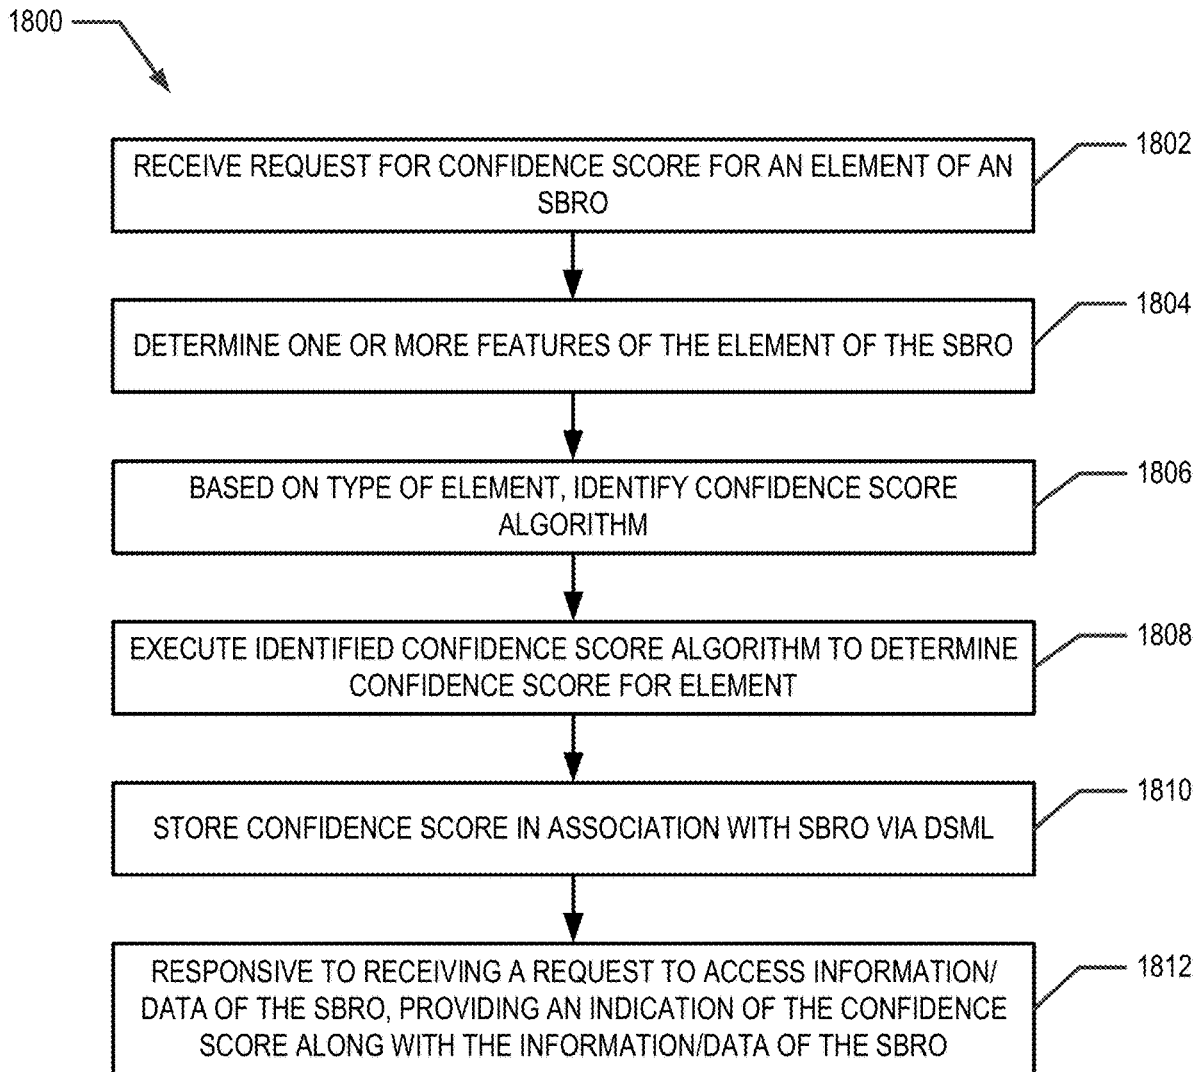 1800
RECEIVE REQUEST FOR CONFIDENCE SCORE FOR AN ELEMENT OF AN
SBRO
1802
DETERMINE ONE OR MORE FEATURES OF THE ELEMENT OF THE SBRO
1804
BASED ON TYPE OF ELEMENT, IDENTIFY CONFIDENCE SCORE
ALGORITHM
1806
EXECUTE IDENTIFIED CONFIDENCE SCORE ALGORITHM TO DETERMINE
CONFIDENCE SCORE FOR ELEMENT
1808
STORE CONFIDENCE SCORE IN ASSOCIATION WITH SBRO VIA DSML
1810
RESPONSIVE TO RECEIVING A REQUEST TO ACCESS INFORMATION/
DATA OF THE SBRO, PROVIDING AN INDICATION OF THE CONFIDENCE
SCORE ALONG WITH THE INFORMATION/DATA OF THE SBRO
1812